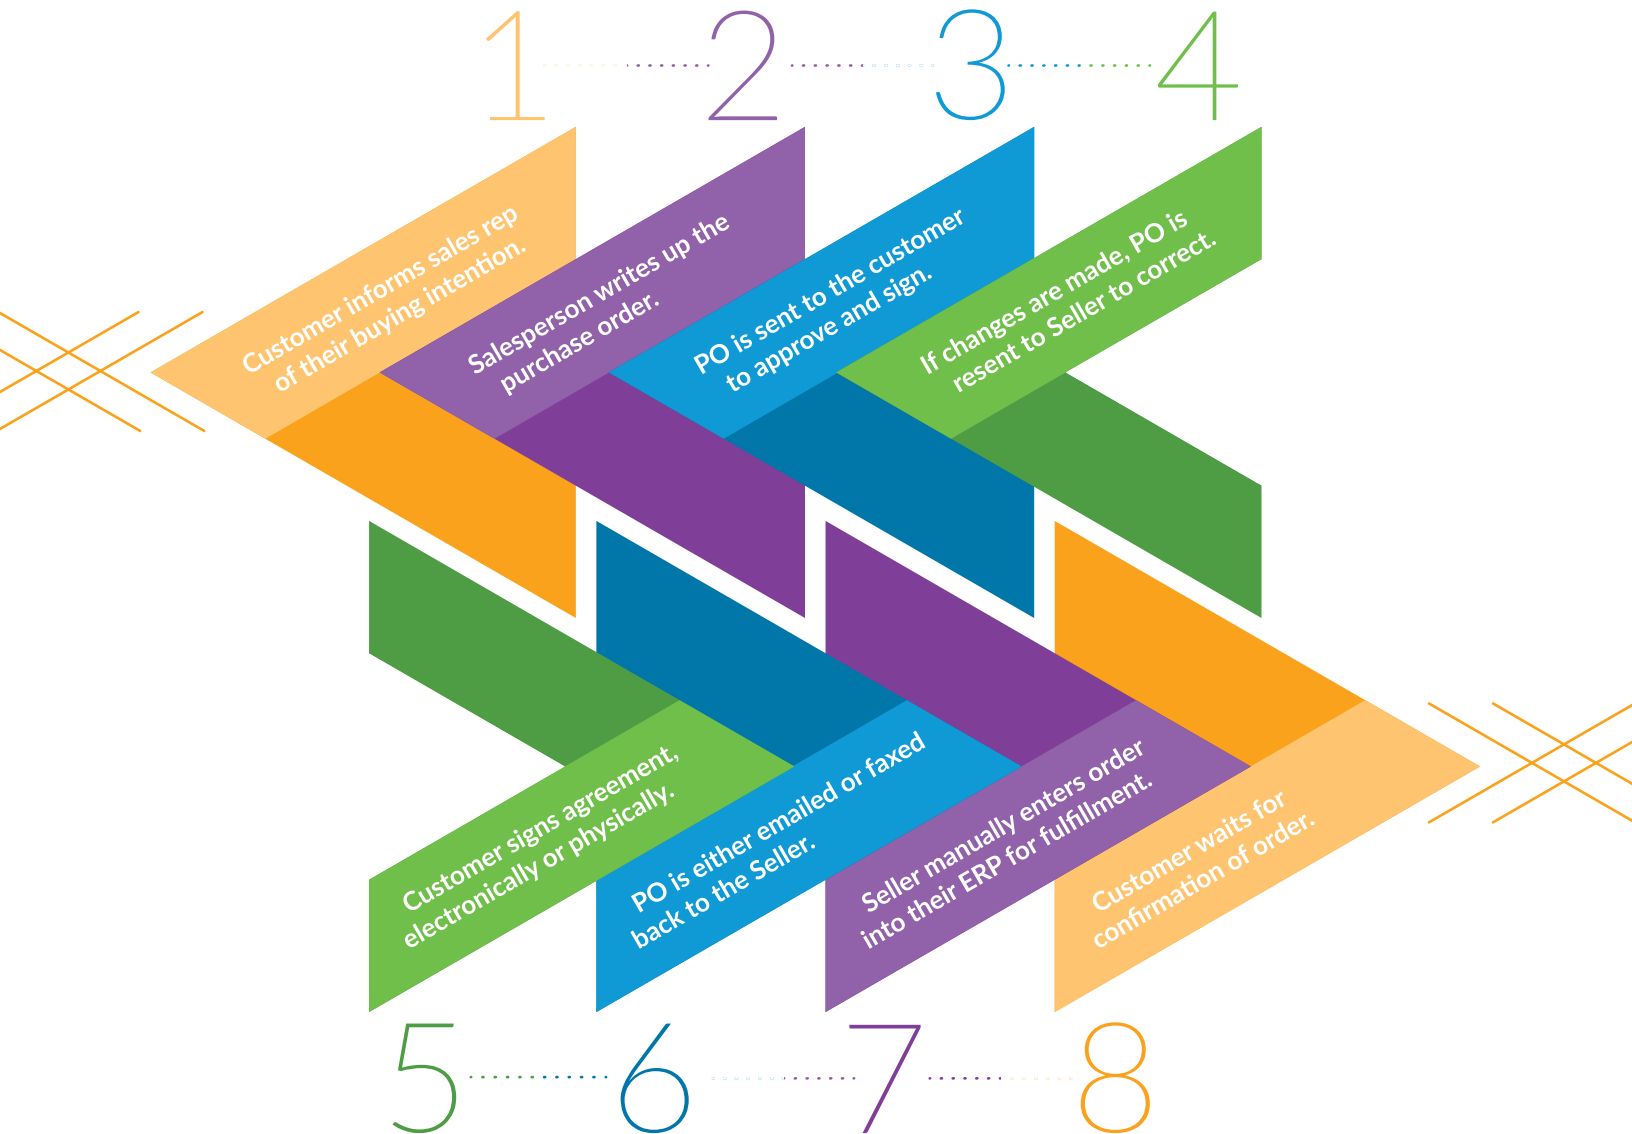 1
2
3
4
Customer informs sales rep
of their buying intention.
Salesperson writes up the
purchase order.
PO is sent to the customer
to approve and sign.
If changes are made, PO is
resent to Seller to correct.
Customer signs agreement,
electronically or physically.
PO is either emailed or faxed
back to the Seller.
Seller manually enters order
into their ERP for fulfillment.
Customer waits for
confirmation of order.
5
6
7
8